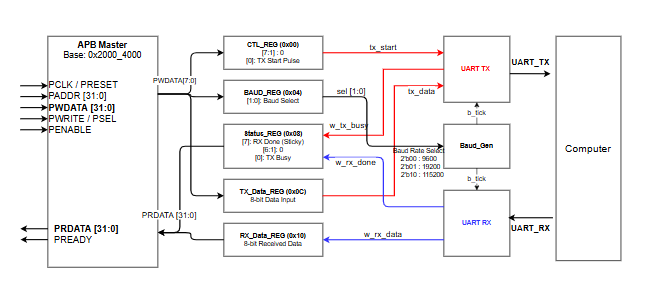 APB Master
Base: 0x2000_4000
PCLK / PRESET
PADDR [31:0]
PWDATA [31:0]
PWRITE / PSEL
PENABLE
PRDATA [31:0]
PREADY
PWDATA[7:0]
PRDATA [31:0]
CTL_REG (0x00)
[7:1] : 0
[0]: TX Start Pulse
BAUD_REG (0x04)
[1:0]: Baud Select
Status_REG (0x08)
[7]: RX Done (Sticky)
[6:1]: 0
[0]: TX Busy
TX_Data_REG (0x0C)
8-bit Data Input
RX_Data_REG (0x10)
8-bit Received Data
tx_start
sel [1:0]
tx_data
w_tx_busy
w_rx_done
w_rx_data
Baud Rate Select
2'b00 : 9600
2'b01 : 19200
2'b10 : 115200
UART TX
b_tick
Baud_Gen
b_tick
UART RX
UART_TX
UART_RX
Computer